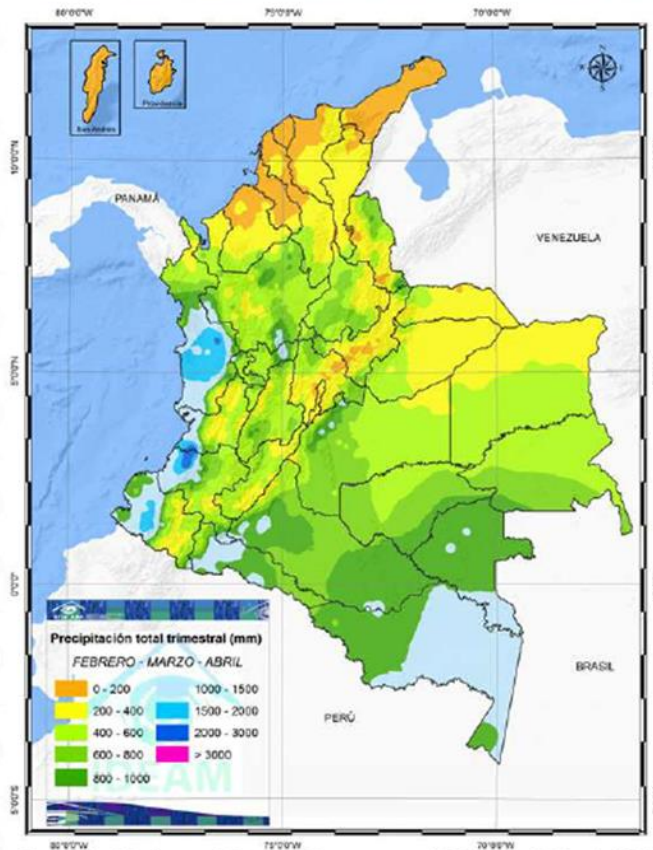 80°0'0"W 75°0'0"W 70°0'0"W
San Andrés
Providencia
N
S
10°0'0"N
PANAMÁ
VENEZUELA
5°0'0"N
0°0'0"
Precipitación total trimestral (mm)
FEBRERO - MARZO - ABRIL
0 - 200 1000 - 1500
200 - 400 1500 - 2000
400 - 600 2000 - 3000
600 - 800 > 3000
800 - 1000
IDEAM
PERÚ
BRASIL
5°0'0"S
80°0'0"W 75°0'0"W 70°0'0"W